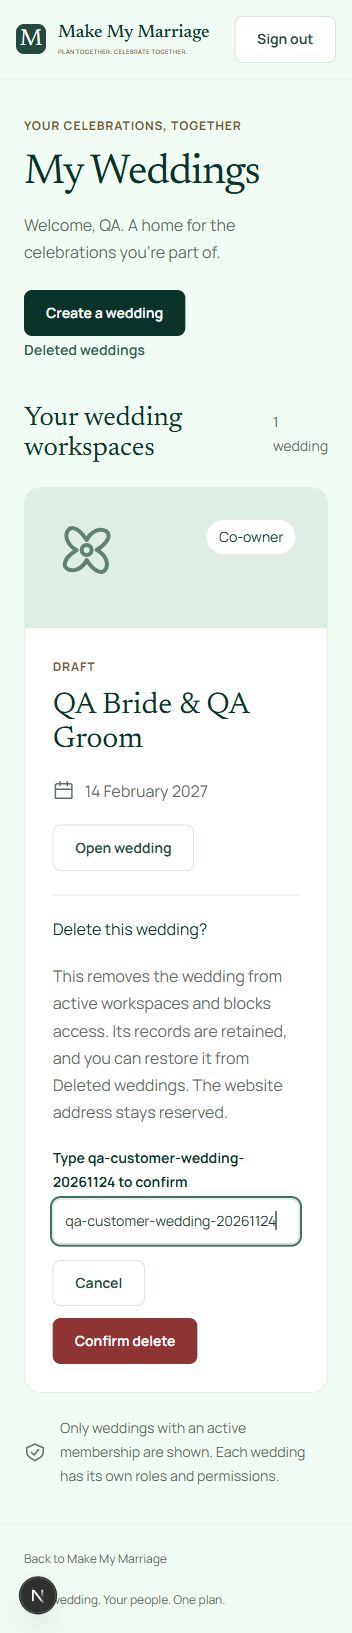 M Make My Marriage
PLAN TOGETHER. CELEBRATE TOGETHER.
Sign out
YOUR CELEBRATIONS, TOGETHER
My Weddings
Welcome, QA. A home for the
celebrations you're part of.
Create a wedding
Deleted weddings
Your wedding
workspaces
1
wedding
Co-owner
DRAFT
QA Bride & QA
Groom
14 February 2027
Open wedding
Delete this wedding?
This removes the wedding from
active workspaces and blocks
access. Its records are retained,
and you can restore it from
Deleted weddings. The website
address stays reserved.
Type qa-customer-wedding-
20261124 to confirm
qa-customer-wedding-20261124
Cancel
Confirm delete
Only weddings with an active
membership are shown. Each wedding
has its own roles and permissions.
Back to Make My Marriage
N
wedding. Your people. One plan.